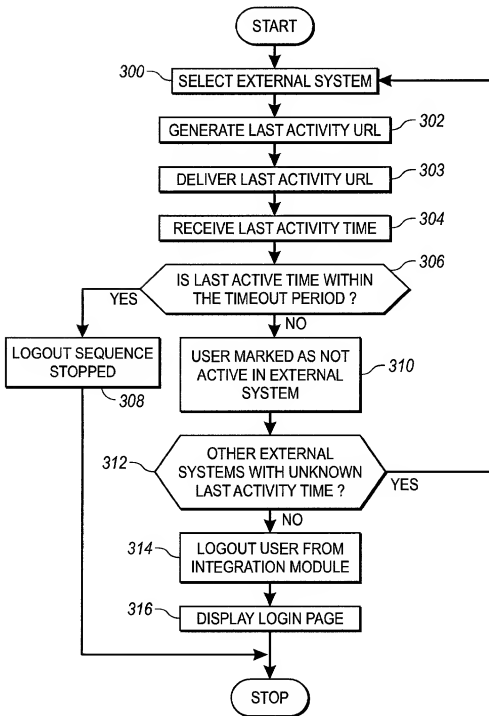 START
300
SELECT EXTERNAL SYSTEM
GENERATE LAST ACTIVITY URL
302
DELIVER LAST ACTIVITY URL
303
RECEIVE LAST ACTIVITY TIME
304
306
IS LAST ACTIVE TIME WITHIN
THE TIMEOUT PERIOD ?
YES
NO
LOGOUT SEQUENCE
STOPPED
308
USER MARKED AS NOT
ACTIVE IN EXTERNAL
SYSTEM
310
312
OTHER EXTERNAL
SYSTEMS WITH UNKNOWN
LAST ACTIVITY TIME ?
YES
NO
314
LOGOUT USER FROM
INTEGRATION MODULE
316
DISPLAY LOGIN PAGE
STOP